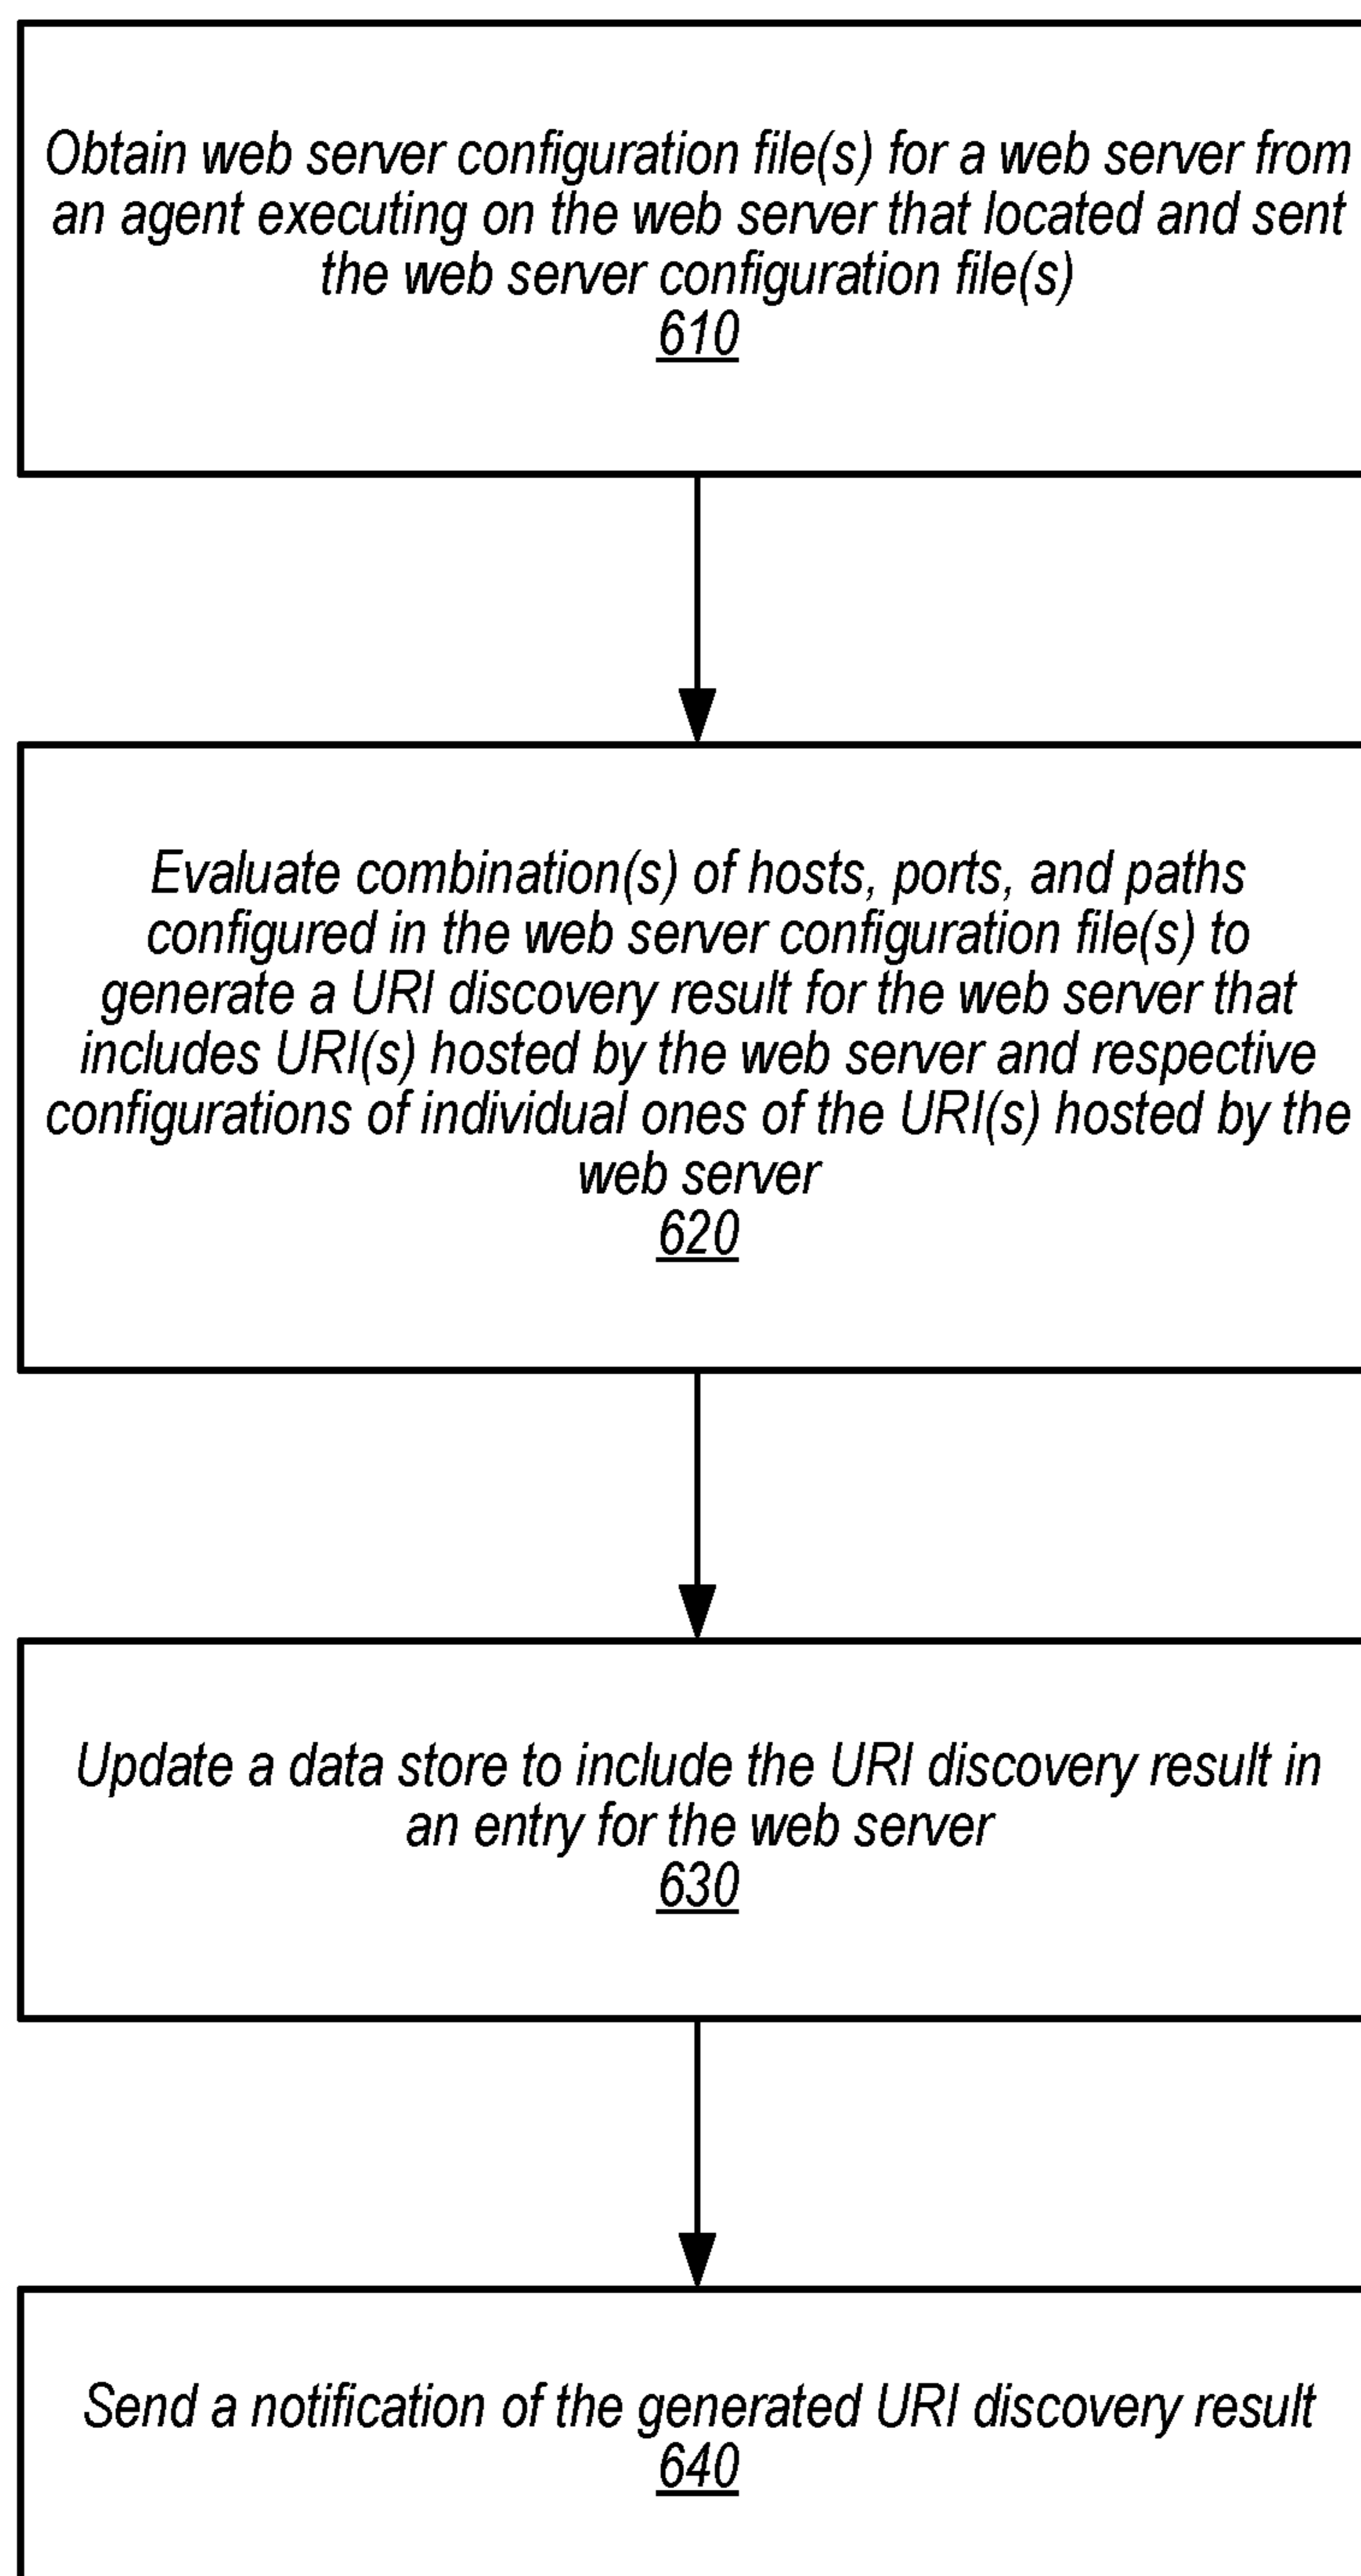 Obtain web server configuration file(s) for a web server from
an agent executing on the web server that located and sent
the web server configuration file(s)
610
Evaluate combination(s) of hosts, ports, and paths
configured in the web server configuration file(s) to
generate a URI discovery result for the web server that
includes URI(s) hosted by the web server and respective
configurations of individual ones of the URI(s) hosted by the
web server
620
Update a data store to include the URI discovery result in
an entry for the web server
630
Send a notification of the generated URI discovery result
640